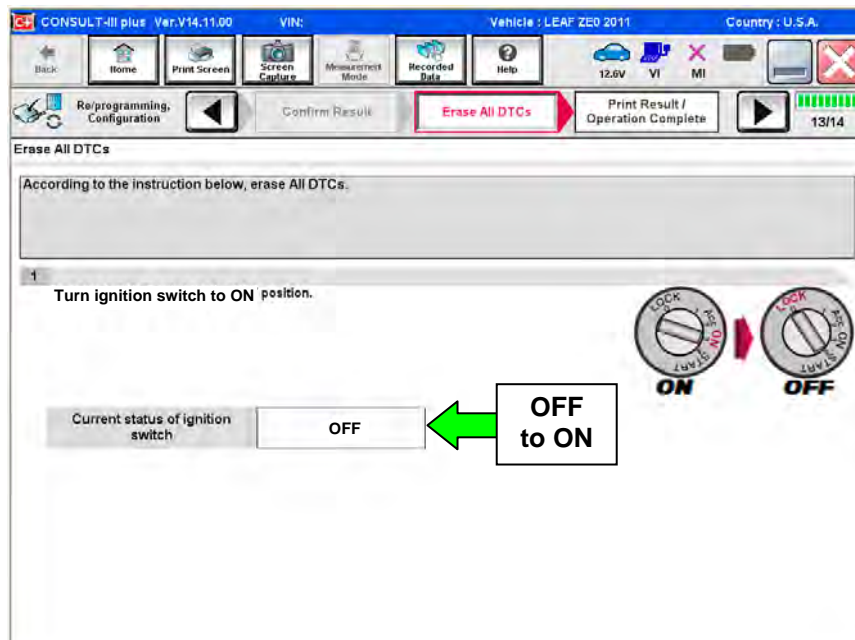 C+ CONSULT-III plus Ver.V14.11.00 VIN: Vehicle : LEAF ZE0 2011 Country : U.S.A.
Back Home Print Screen Screen Capture Measurement Mode Recorded Data Help 12.6V VI MI
Re/programming, Configuration Confirm Result Erase All DTCs Print Result / Operation Complete 13/14
Erase All DTCs
According to the instruction below, erase All DTCs.
1
Turn ignition switch to ON position.
LOCK 0 Acc ON START
LOCK 0 Acc ON START
ON OFF
Current status of ignition
switch
OFF
OFF
to ON